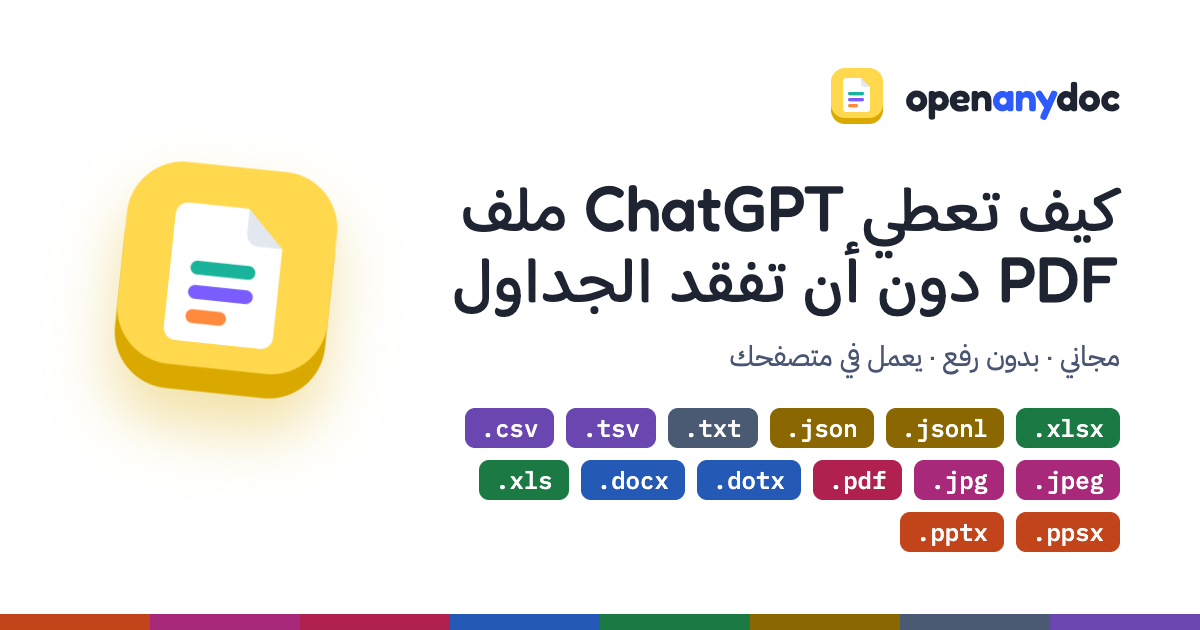 openanydoc
كيف تعطي ChatGPT ملف
PDF دون أن تفقد الجداول
مجاني · بدون رفع · يعمل في متصفحك
.csv .tsv .txt .json .jsonl .xlsx
.xls .docx .dotx .pdf .jpg .jpeg
.pptx .ppsx